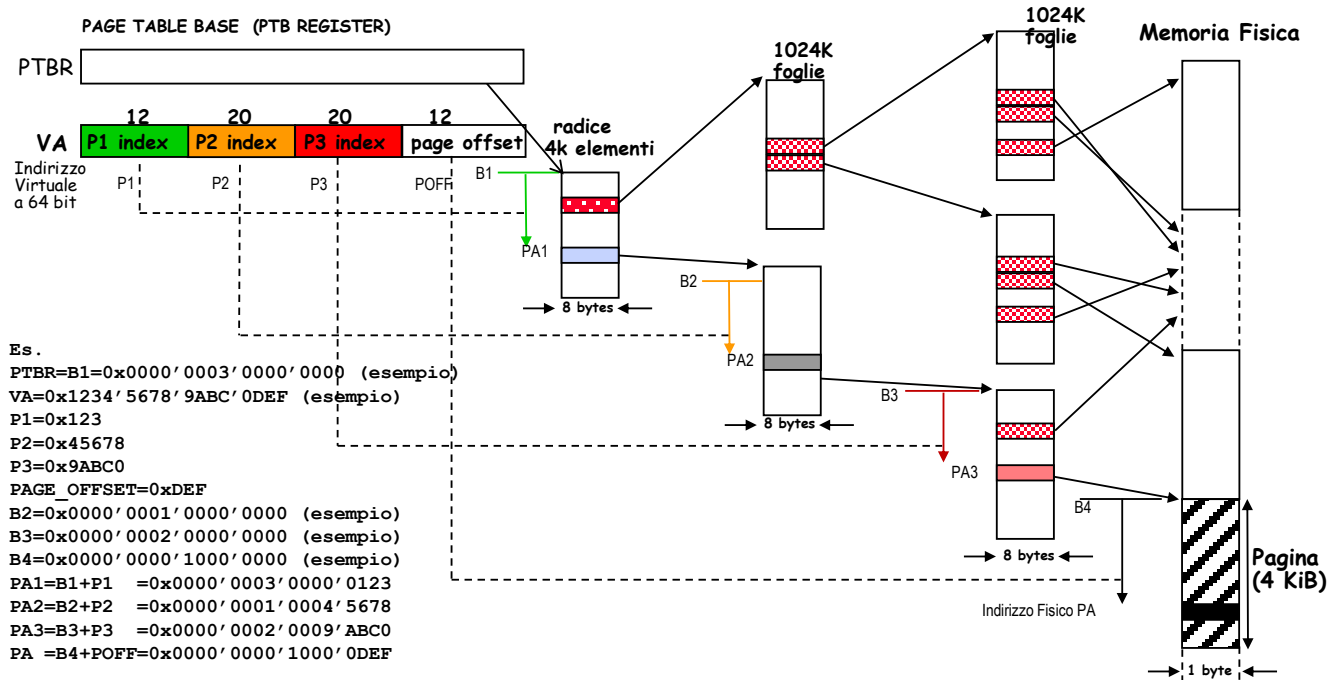 PAGE TABLE BASE (PTB REGISTER)
PTBR
12 20 20 12
VA P1 index P2 index P3 index page offset
Indirizzo
Virtuale
a 64 bit
P1 P2 P3 POFF
radice
4k elementi
B1
PA1
8 bytes
1024K
foglie
B2
PA2
8 bytes
1024K
foglie
B3
PA3
8 bytes
Memoria Fisica
B4
Indirizzo Fisico PA
Pagina
(4 KiB)
1 byte
Es.
PTBR=B1=0x0000'0003'0000'0000 (esempio)
VA=0x1234'5678'9ABC'0DEF (esempio)
P1=0x123
P2=0x45678
P3=0x9ABC0
PAGE_OFFSET=0xDEF
B2=0x0000'0001'0000'0000 (esempio)
B3=0x0000'0002'0000'0000 (esempio)
B4=0x0000'0000'1000'0000 (esempio)
PA1=B1+P1 =0x0000'0003'0000'0123
PA2=B2+P2 =0x0000'0001'0004'5678
PA3=B3+P3 =0x0000'0002'0009'ABC0
PA =B4+POFF=0x0000'0000'1000'0DEF